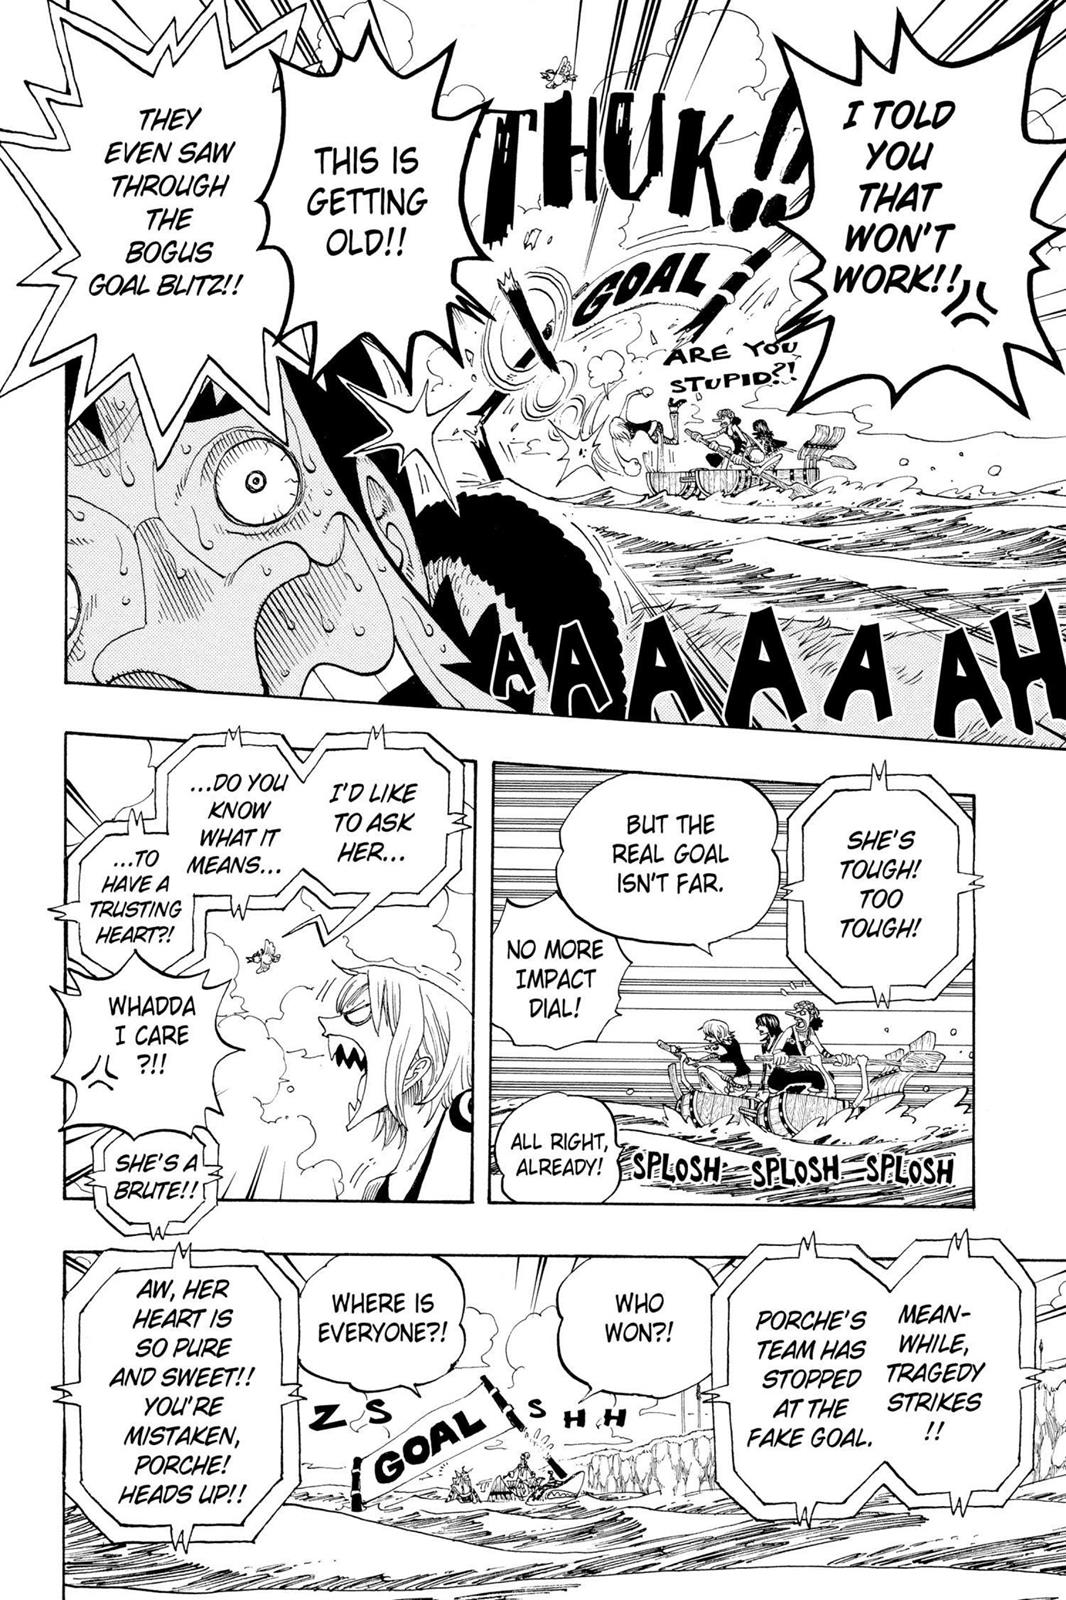 I TOLD
YOU
THAT
WON'T
WORK!!
THUK!!
GOAL
ARE YOU
STUPID?!
THIS IS
GETTING
OLD!!
THEY
EVEN SAW
THROUGH
THE
BOGUS
GOAL BLITZ!!
AAAAAAH
SHE'S
TOUGH!
TOO
TOUGH!
BUT THE
REAL GOAL
ISN'T FAR.
NO MORE
IMPACT
DIAL!
ALL RIGHT,
ALREADY!
SPLOSH SPLOSH SPLOSH
I'D LIKE
TO ASK
HER...
...DO YOU
KNOW
WHAT IT
MEANS...
...TO
HAVE A
TRUSTING
HEART?!
WHADDA
I CARE
?!!
SHE'S A
BRUTE!!
MEAN-
WHILE,
TRAGEDY
STRIKES
!!
PORCHE'S
TEAM HAS
STOPPED
AT THE
FAKE GOAL.
WHO
WON?!
WHERE IS
EVERYONE?!
ZSSHH
GOAL
AW, HER
HEART IS
SO PURE
AND SWEET!!
YOU'RE
MISTAKEN,
PORCHE!
HEADS UP!!